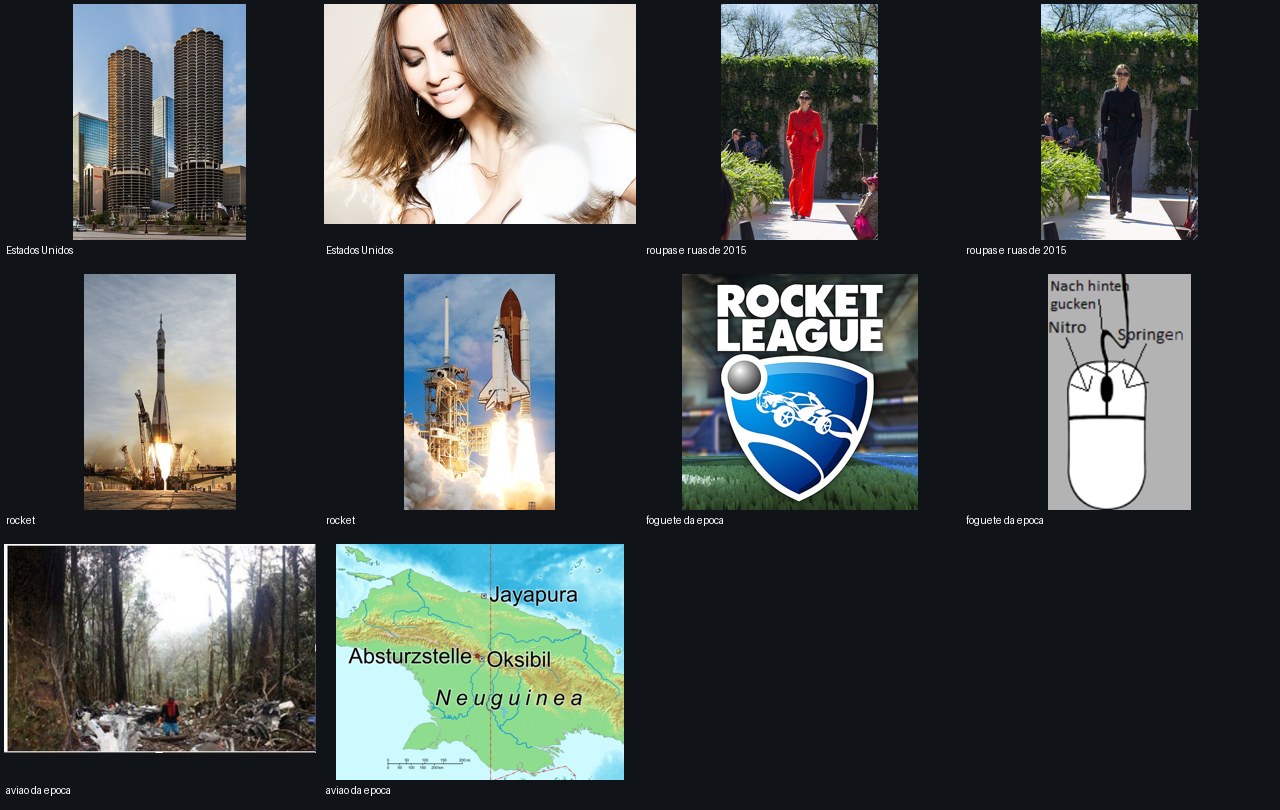 Estados Unidos
Estados Unidos
roupas e ruas de 2015
roupas e ruas de 2015
ROCKET
LEAGUE
Nach hinten
gucken
Nitro
Springen
rocket
rocket
foguete da epoca
foguete da epoca
Jayapura
Absturzstelle
Oksibil
Neuguinea
aviao da epoca
aviao da epoca